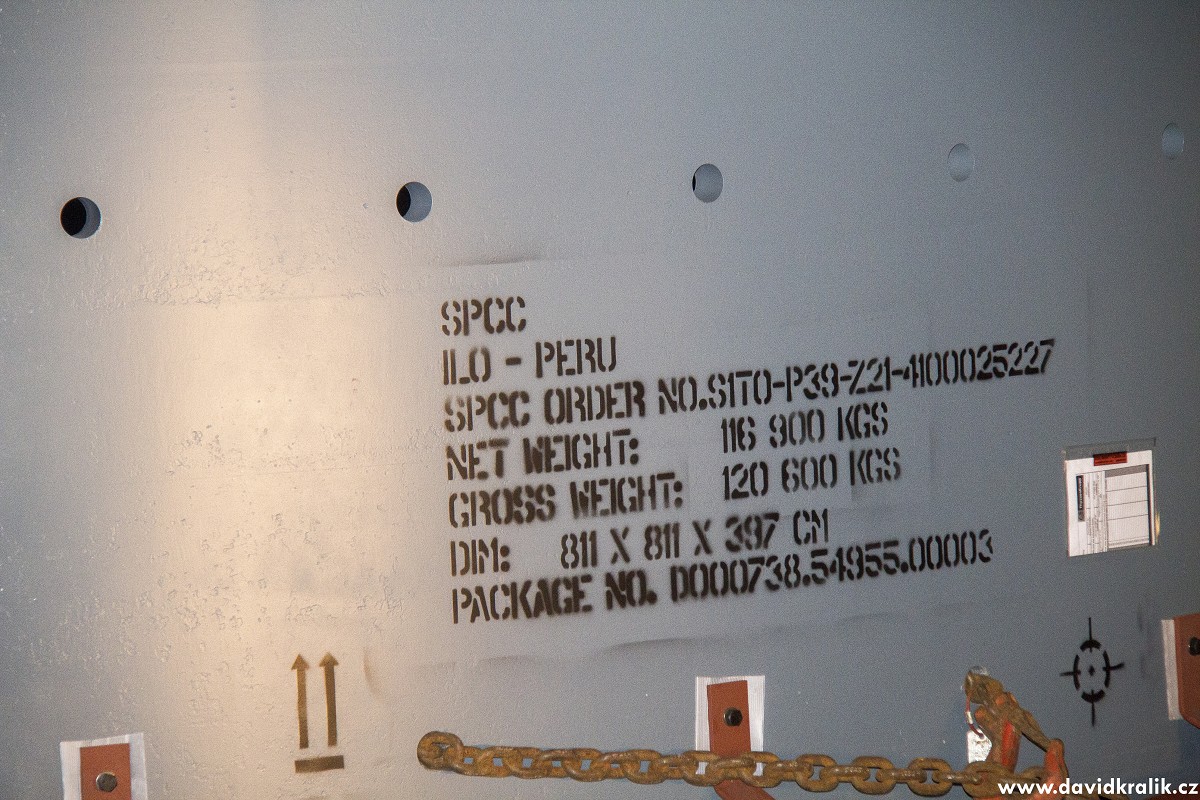 SPCC
ILO - PERU
SPCC ORDER NO.S1T0-P39-Z21-4100025227
NET WEIGHT: 116 900 KGS
GROSS WEIGHT: 120 600 KGS
DIM: 811 X 811 X 397 CM
PACKAGE NO. D000738.54955.00003
www.davidkralik.cz